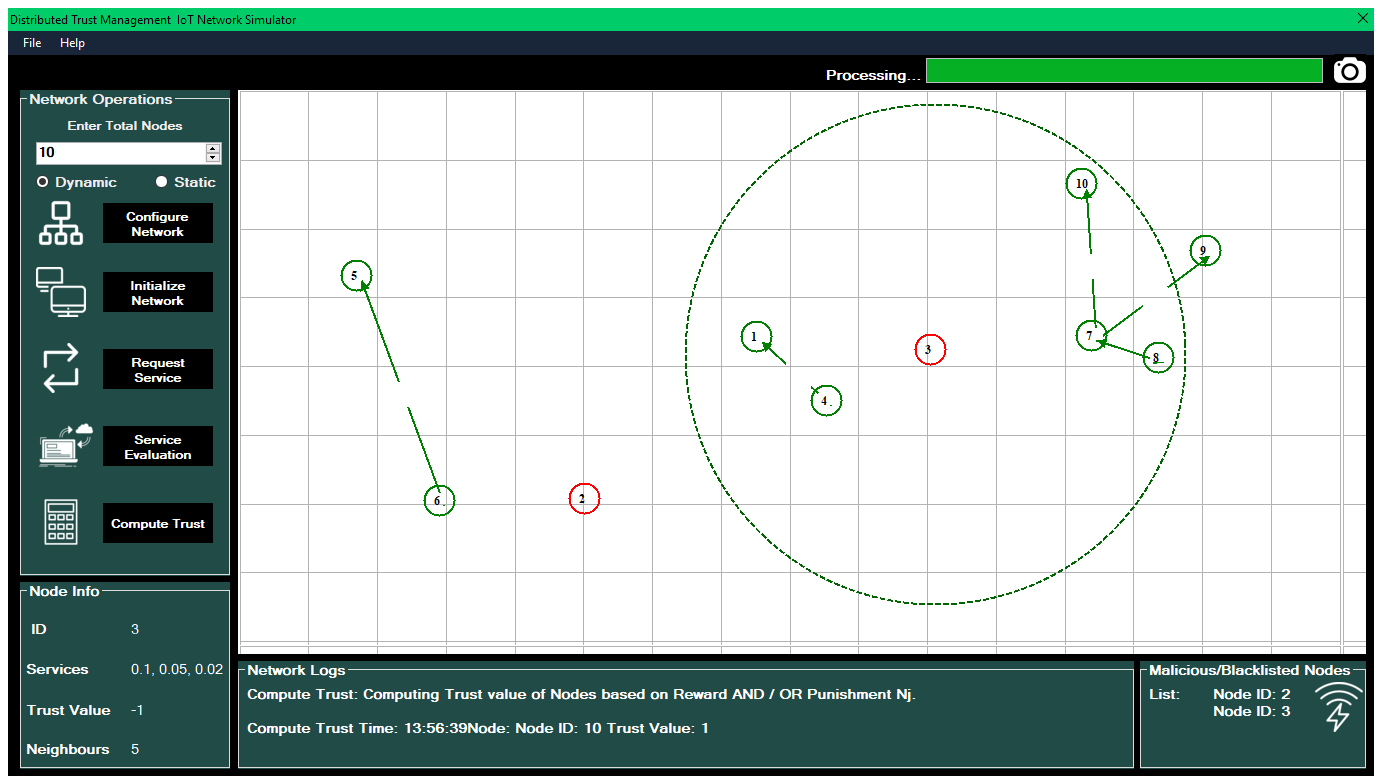 Distributed Trust Management IoT Network Simulator
File Help
Processing...
Network Operations
Enter Total Nodes
10
Dynamic Static
Configure
Network
Initialize
Network
Request
Service
Service
Evaluation
Compute Trust
Node Info
ID 3
Services 0.1, 0.05, 0.02
Trust Value -1
Neighbours 5
10
9
5
1
3
7
8
4
6
2
Network Logs
Compute Trust: Computing Trust value of Nodes based on Reward AND / OR Punishment Nj.
Compute Trust Time: 13:56:39Node: Node ID: 10 Trust Value: 1
Malicious/Blacklisted Nodes
List: Node ID: 2
Node ID: 3